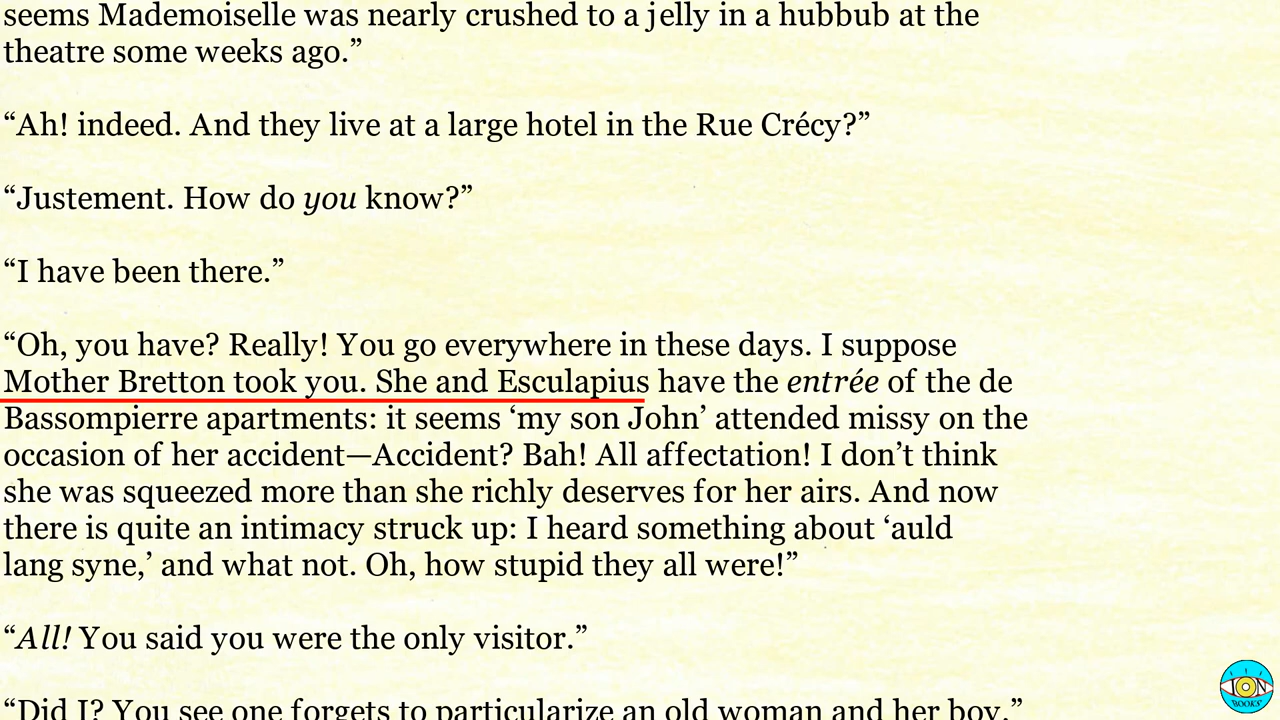 seems Mademoiselle was nearly crushed to a jelly in a hubbub at the
theatre some weeks ago.”
“Ah! indeed. And they live at a large hotel in the Rue Crécy?”
“Justement. How do you know?”
“I have been there.”
“Oh, you have? Really! You go everywhere in these days. I suppose
Mother Bretton took you. She and Esculapius have the entrée of the de
Bassompierre apartments: it seems ‘my son John’ attended missy on the
occasion of her accident—Accident? Bah! All affectation! I don’t think
she was squeezed more than she richly deserves for her airs. And now
there is quite an intimacy struck up: I heard something about ‘auld
lang syne,’ and what not. Oh, how stupid they all were!”
“All! You said you were the only visitor.”
“Did I? You see one forgets to particularize an old woman and her boy.”
ION
BOOKS